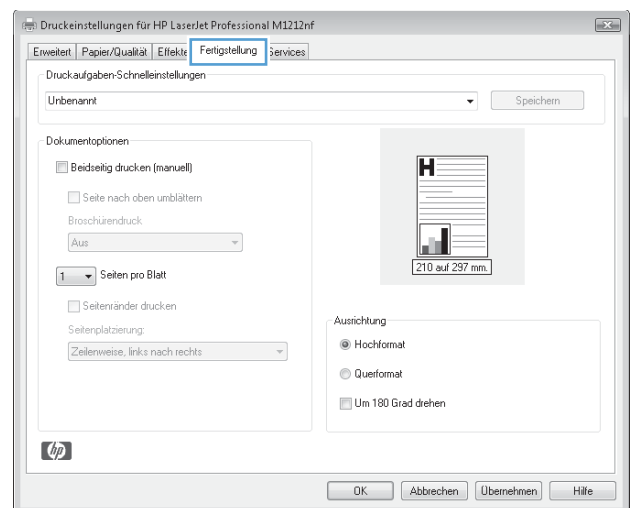 Druckeinstellungen für HP LaserJet Professional M1212nf
Erweitert Papier/Qualität Effekte Fertigstellung Services
Druckaufgaben-Schnelleinstellungen
Unbenannt Speichern
Dokumentoptionen
Beidseitig drucken (manuell)
Seite nach oben umblättern
Broschürendruck
Aus
1 Seiten pro Blatt
Seitenränder drucken
Seitenplatzierung:
Zeilenweise, links nach rechts
H
210 auf 297 mm.
Ausrichtung
Hochformat
Querformat
Um 180 Grad drehen
hp
OK Abbrechen Übernehmen Hilfe